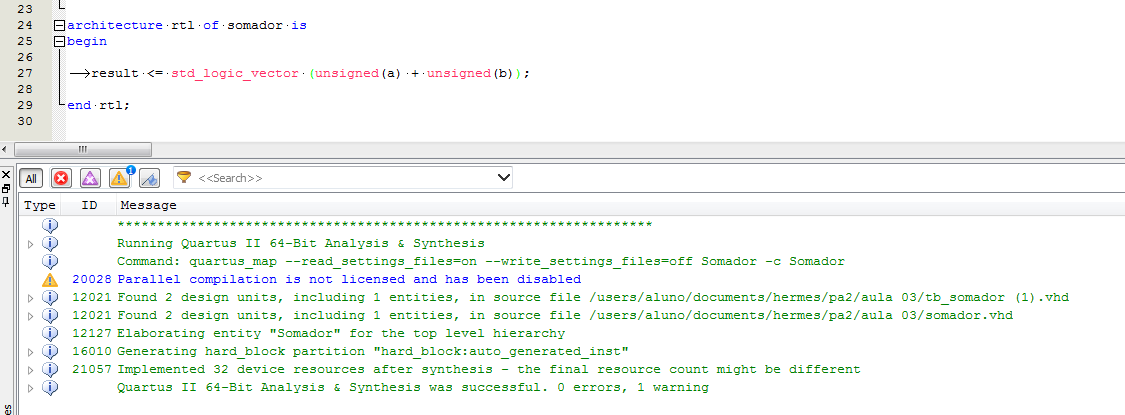 23
24 architecture rtl of somador is
25 begin
26
27 result <= std_logic_vector (unsigned(a) + unsigned(b));
28
29 end rtl;
30
All 1 <<Search>>
Type ID Message
*******************************************************************
Running Quartus II 64-Bit Analysis & Synthesis
Command: quartus_map --read_settings_files=on --write_settings_files=off Somador -c Somador
20028 Parallel compilation is not licensed and has been disabled
12021 Found 2 design units, including 1 entities, in source file /users/aluno/documents/hermes/pa2/aula 03/tb_somador (1).vhd
12021 Found 2 design units, including 1 entities, in source file /users/aluno/documents/hermes/pa2/aula 03/somador.vhd
12127 Elaborating entity "Somador" for the top level hierarchy
16010 Generating hard_block partition "hard_block:auto_generated_inst"
21057 Implemented 32 device resources after synthesis - the final resource count might be different
Quartus II 64-Bit Analysis & Synthesis was successful. 0 errors, 1 warning